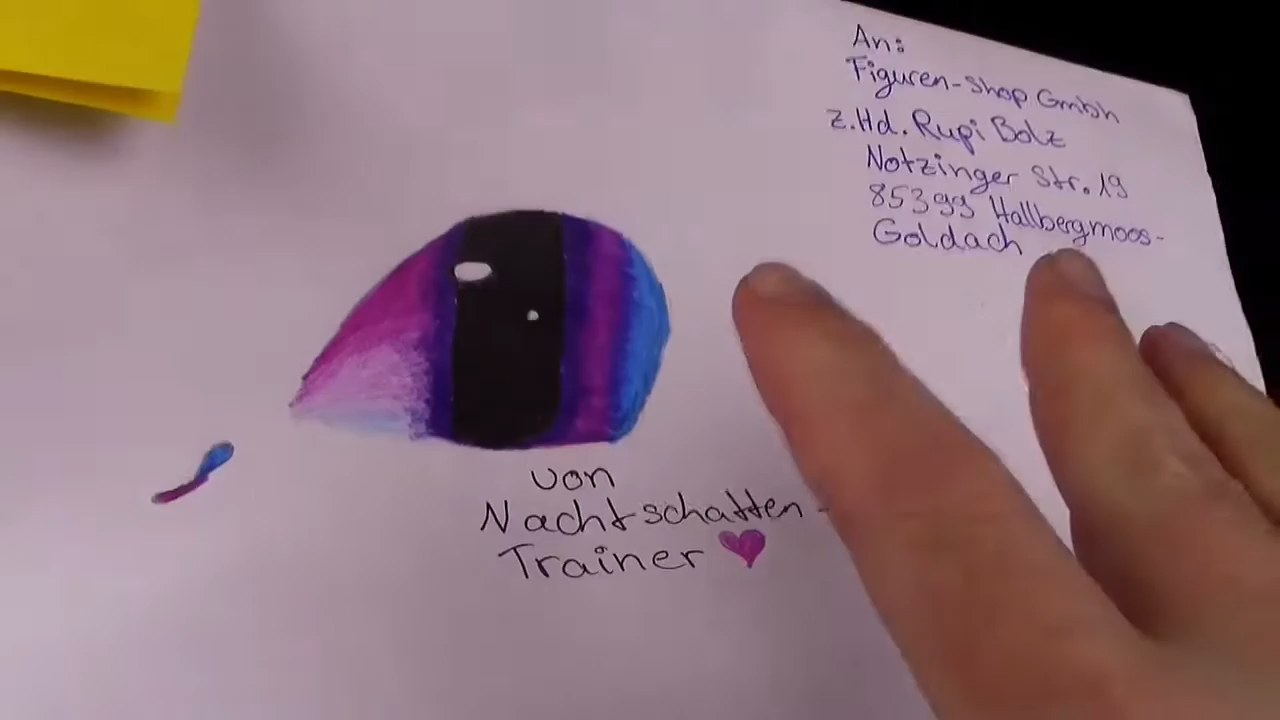 An:
Figuren-Shop Gmbh
z.Hd. Rupi Bolz
Notzinger Str. 19
85399 Hallbergmoos-
Goldach
von
Nachtschatten-
Trainer